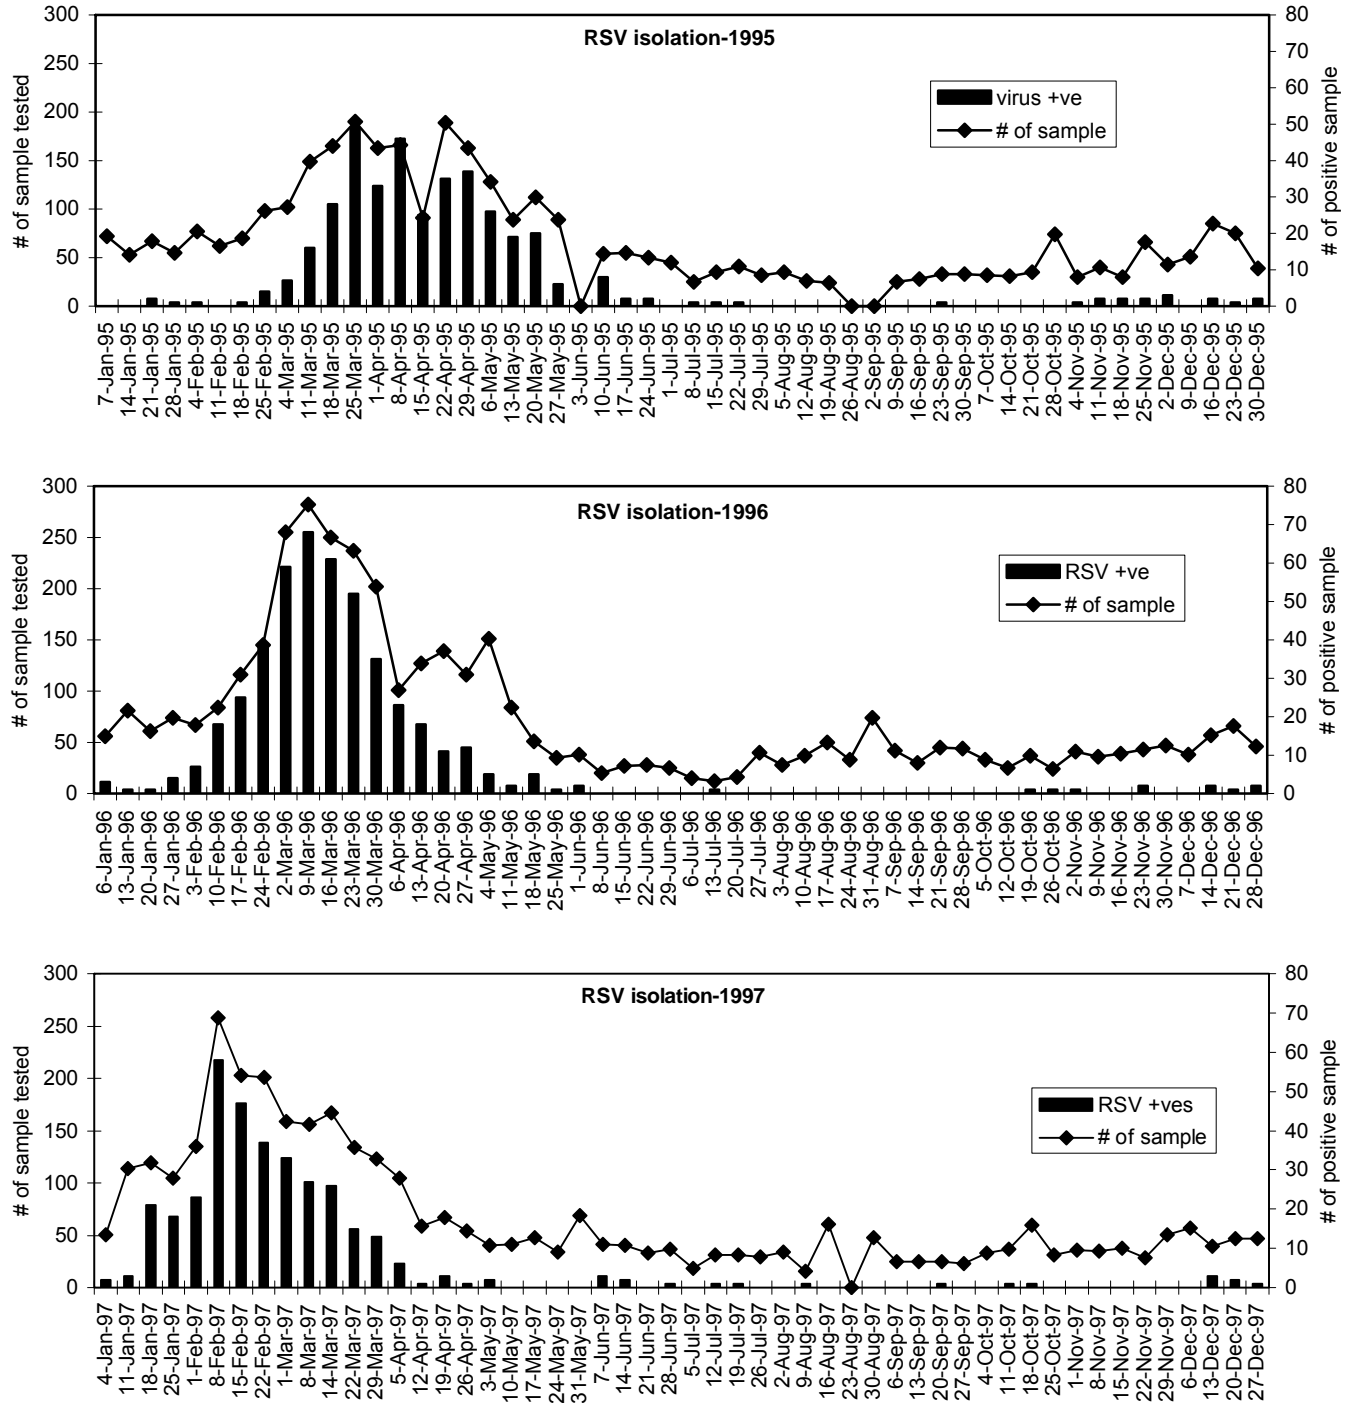 RSV isolation-1995
# of sample tested
# of positive sample
300
250
200
150
100
50
0
80
70
60
50
40
30
20
10
0
virus +ve
# of sample
7-Jan-95
14-Jan-95
21-Jan-95
28-Jan-95
4-Feb-95
11-Feb-95
18-Feb-95
25-Feb-95
4-Mar-95
11-Mar-95
18-Mar-95
25-Mar-95
1-Apr-95
8-Apr-95
15-Apr-95
22-Apr-95
29-Apr-95
6-May-95
13-May-95
20-May-95
27-May-95
3-Jun-95
10-Jun-95
17-Jun-95
24-Jun-95
1-Jul-95
8-Jul-95
15-Jul-95
22-Jul-95
29-Jul-95
5-Aug-95
12-Aug-95
19-Aug-95
26-Aug-95
2-Sep-95
9-Sep-95
16-Sep-95
23-Sep-95
30-Sep-95
7-Oct-95
14-Oct-95
21-Oct-95
28-Oct-95
4-Nov-95
11-Nov-95
18-Nov-95
25-Nov-95
2-Dec-95
9-Dec-95
16-Dec-95
23-Dec-95
30-Dec-95
RSV isolation-1996
# of sample tested
# of positive sample
300
250
200
150
100
50
0
80
70
60
50
40
30
20
10
0
RSV +ve
# of sample
6-Jan-96
13-Jan-96
20-Jan-96
27-Jan-96
3-Feb-96
10-Feb-96
17-Feb-96
24-Feb-96
2-Mar-96
9-Mar-96
16-Mar-96
23-Mar-96
30-Mar-96
6-Apr-96
13-Apr-96
20-Apr-96
27-Apr-96
4-May-96
11-May-96
18-May-96
25-May-96
1-Jun-96
8-Jun-96
15-Jun-96
22-Jun-96
29-Jun-96
6-Jul-96
13-Jul-96
20-Jul-96
27-Jul-96
3-Aug-96
10-Aug-96
17-Aug-96
24-Aug-96
31-Aug-96
7-Sep-96
14-Sep-96
21-Sep-96
28-Sep-96
5-Oct-96
12-Oct-96
19-Oct-96
26-Oct-96
2-Nov-96
9-Nov-96
16-Nov-96
23-Nov-96
30-Nov-96
7-Dec-96
14-Dec-96
21-Dec-96
28-Dec-96
RSV isolation-1997
# of sample tested
# of positive sample
300
250
200
150
100
50
0
80
70
60
50
40
30
20
10
0
RSV +ves
# of sample
4-Jan-97
11-Jan-97
18-Jan-97
25-Jan-97
1-Feb-97
8-Feb-97
15-Feb-97
22-Feb-97
1-Mar-97
8-Mar-97
14-Mar-97
22-Mar-97
29-Mar-97
5-Apr-97
12-Apr-97
19-Apr-97
26-Apr-97
3-May-97
10-May-97
17-May-97
24-May-97
31-May-97
7-Jun-97
14-Jun-97
21-Jun-97
28-Jun-97
5-Jul-97
12-Jul-97
19-Jul-97
26-Jul-97
2-Aug-97
9-Aug-97
16-Aug-97
23-Aug-97
30-Aug-97
6-Sep-97
13-Sep-97
20-Sep-97
27-Sep-97
4-Oct-97
11-Oct-97
18-Oct-97
25-Oct-97
1-Nov-97
8-Nov-97
15-Nov-97
22-Nov-97
29-Nov-97
6-Dec-97
13-Dec-97
20-Dec-97
27-Dec-97